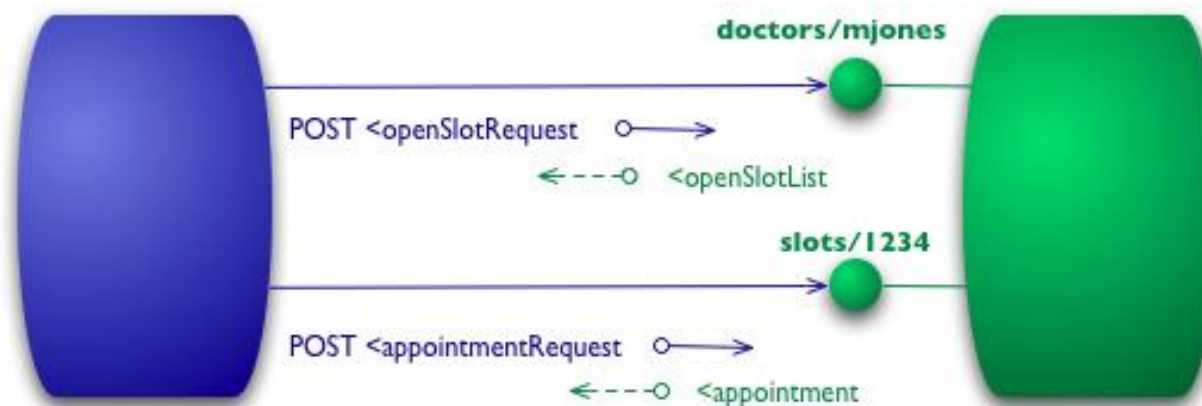 doctors/mjones
POST <openSlotRequest
<openSlotList
slots/1234
POST <appointmentRequest
<appointment